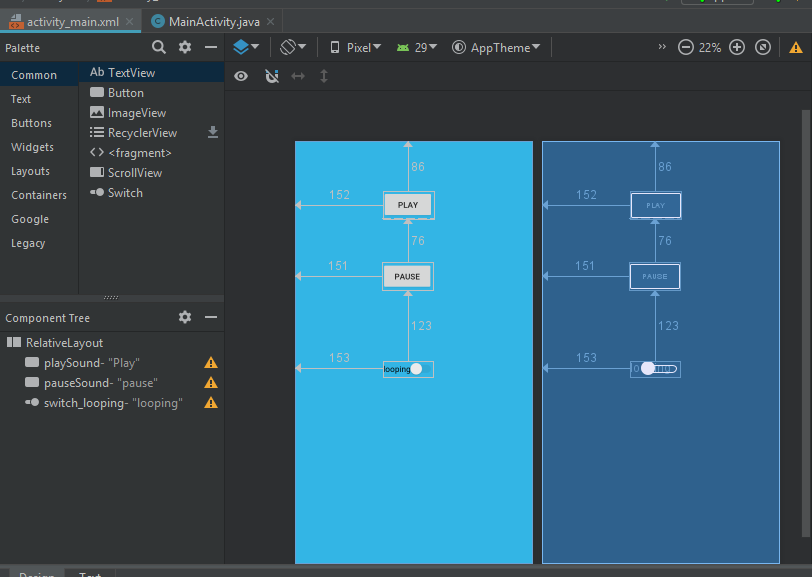 activity_main.xml
MainActivity.java
Palette
Pixel
29
AppTheme
22%
Common
Text
Buttons
Widgets
Layouts
Containers
Google
Legacy
Ab TextView
Button
ImageView
RecyclerView
<fragment>
ScrollView
Switch
Component Tree
RelativeLayout
playSound- "Play"
pauseSound- "pause"
switch_looping- "looping"
86
152
PLAY
76
151
PAUSE
123
153
looping
86
152
PLAY
76
151
PAUSE
123
153
Design
Text